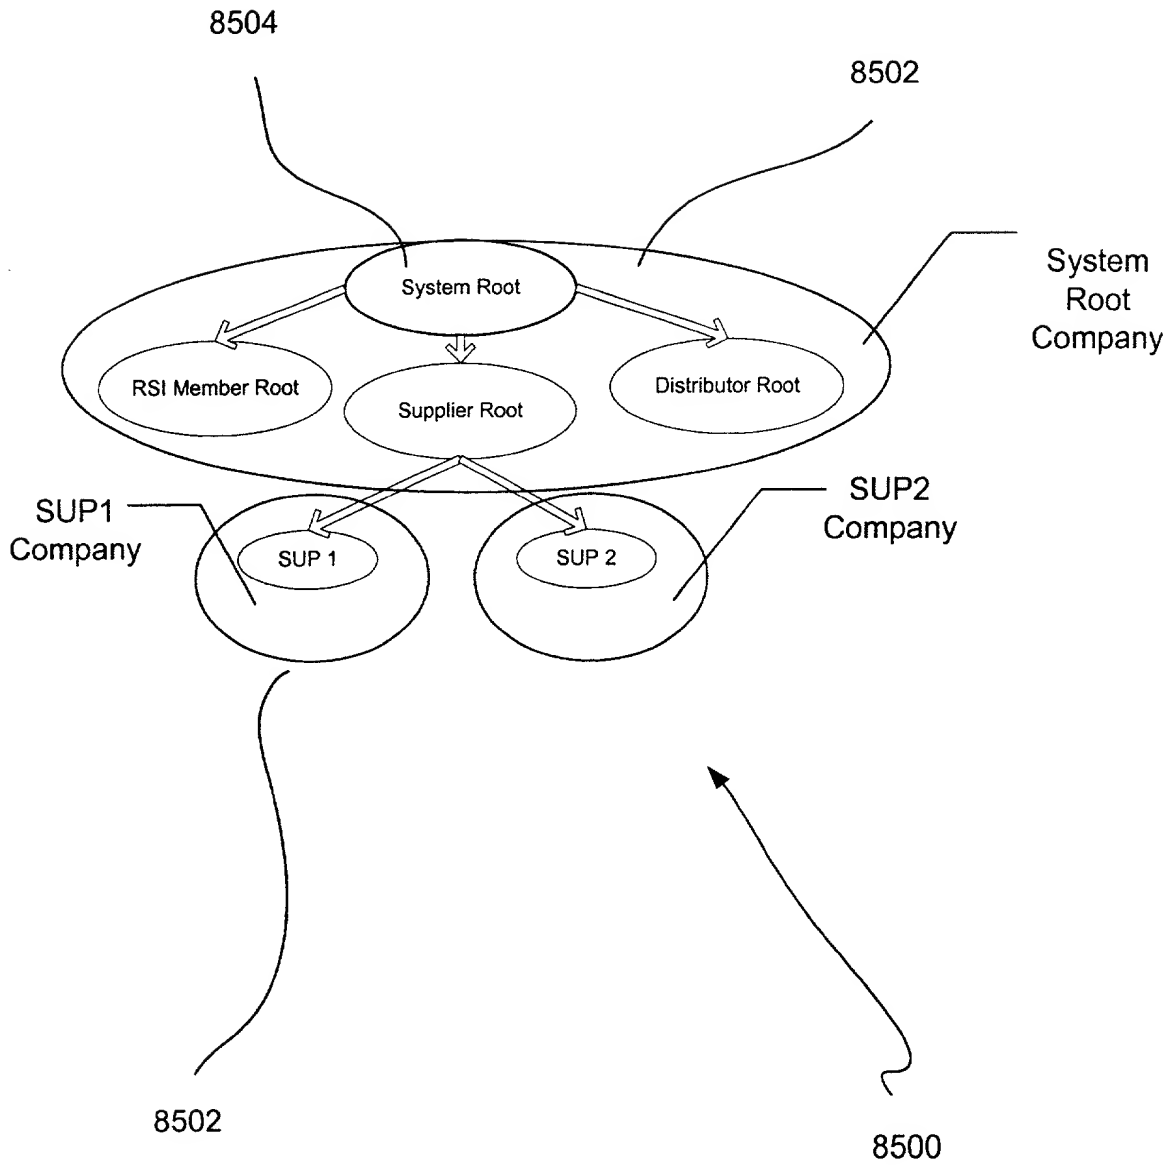 8504
8502
System Root
System
Root
Company
RSI Member Root
Supplier Root
Distributor Root
SUP1
Company
SUP2
Company
SUP 1
SUP 2
8502
8500